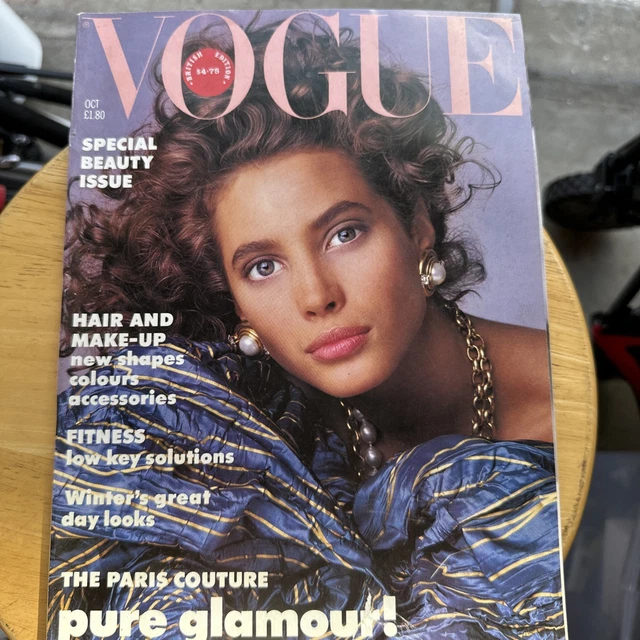 VOGUE
BRITISH EDITION
$4.75
OCT
£1.80
SPECIAL
BEAUTY
ISSUE
HAIR AND
MAKE-UP
new shapes
colours
accessories
FITNESS
low key solutions
Winter's great
day looks
THE PARIS COUTURE
pure glamour!